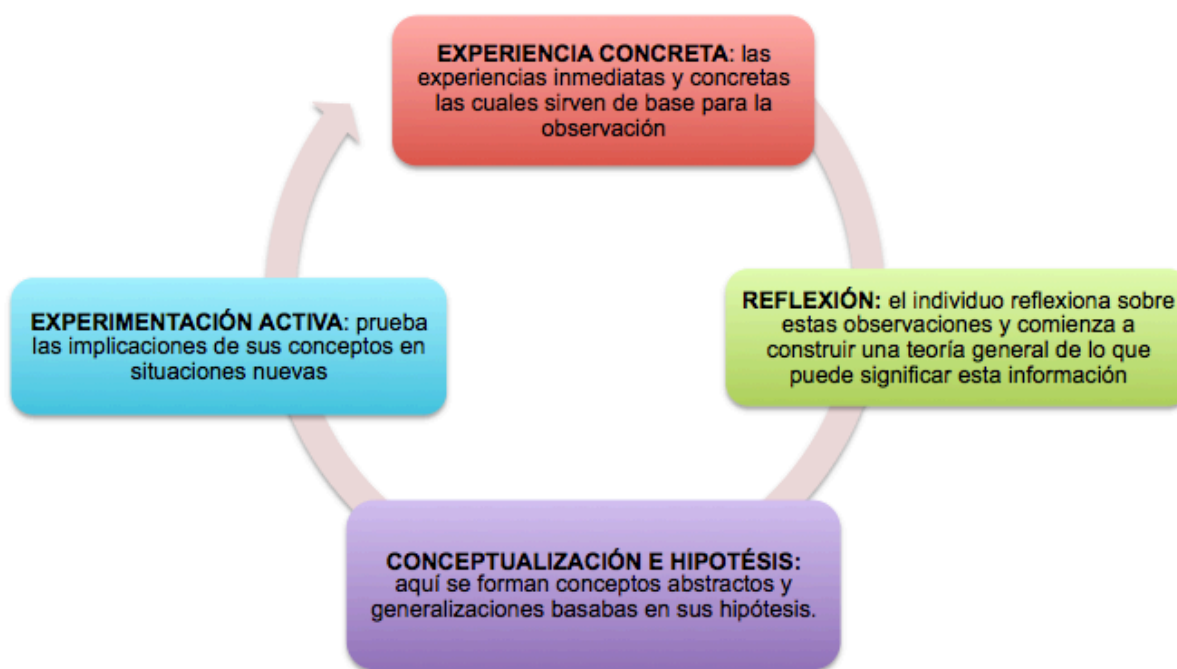 EXPERIENCIA CONCRETA: las
experiencias inmediatas y concretas
las cuales sirven de base para la
observación
REFLEXIÓN: el individuo reflexiona sobre
estas observaciones y comienza a
construir una teoría general de lo que
puede significar esta información
CONCEPTUALIZACIÓN E HIPOTÉSIS:
aquí se forman conceptos abstractos y
generalizaciones basabas en sus hipótesis.
EXPERIMENTACIÓN ACTIVA: prueba
las implicaciones de sus conceptos en
situaciones nuevas